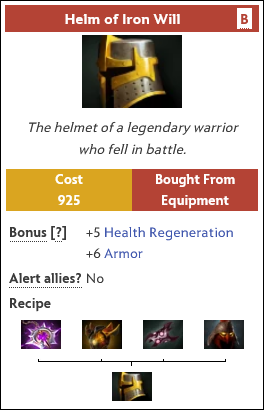 Helm of Iron Will B
The helmet of a legendary warrior
who fell in battle.
Cost Bought From
925 Equipment
Bonus [?] +5 Health Regeneration
+6 Armor
Alert allies? No
Recipe